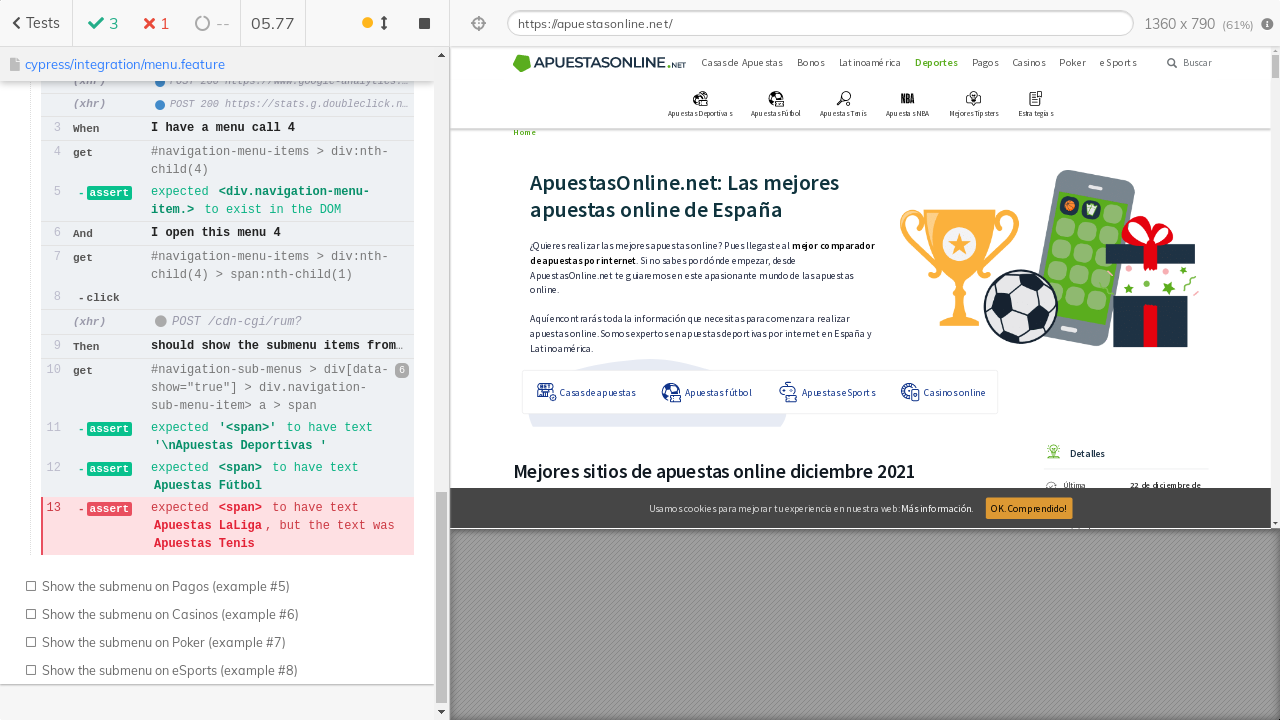 Tests
3
1
--
05.77
https://apuestasonline.net/
1360 x 790 (61%)
cypress/integration/menu.feature
(xhr) POST 200 https://www.google-analytics....
(xhr) POST 200 https://stats.g.doubleclick.n...
3 When I have a menu call 4
4 get #navigation-menu-items > div:nth-
child(4)
5 -assert expected <div.navigation-menu-
item.> to exist in the DOM
6 And I open this menu 4
7 get #navigation-menu-items > div:nth-
child(4) > span:nth-child(1)
8 -click
(xhr) POST /cdn-cgi/rum?
9 Then should show the submenu items from…
10 get #navigation-sub-menus > div[data- 6
show="true"] > div.navigation-
sub-menu-item> a > span
11 -assert expected '<span>' to have text
'\nApuestas Deportivas '
12 -assert expected <span> to have text
Apuestas Fútbol
13 -assert expected <span> to have text
Apuestas LaLiga, but the text was
Apuestas Tenis
Show the submenu on Pagos (example #5)
Show the submenu on Casinos (example #6)
Show the submenu on Poker (example #7)
Show the submenu on eSports (example #8)
APUESTASONLINE.NET
Casas de Apuestas Bonos Latinoamérica Deportes Pagos Casinos Poker eSports Buscar
NBA
Apuestas Deportivas Apuestas Fútbol Apuestas Tenis Apuestas NBA Mejores Tipsters Estrategias
Home
ApuestasOnline.net: Las mejores
apuestas online de España
¿Quieres realizar las mejores apuestas online? Pues llegaste al mejor comparador
de apuestas por internet. Si no sabes por dónde empezar, desde
ApuestasOnline.net te guiaremos en este apasionante mundo de las apuestas
online.
Aquí encontrarás toda la información que necesitas para comenzar a realizar
apuestas online. Somos expertos en apuestas deportivas por internet en España y
Latinoamérica.
Casas de apuestas Apuestas fútbol Apuestas eSports Casinos online
Detalles
Mejores sitios de apuestas online diciembre 2021
Última 22 de diciembre de
Usamos cookies para mejorar tu experiencia en nuestra web: Más información. OK. Comprendido!